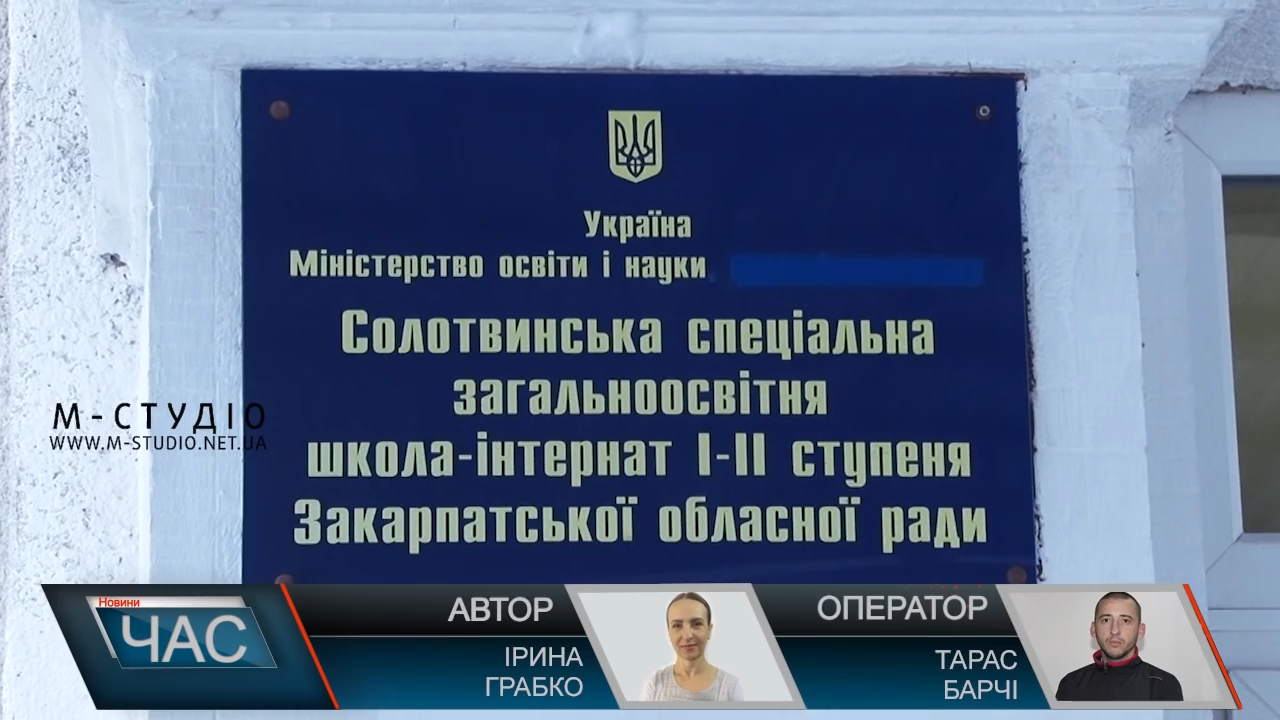 Україна
Міністерство освіти і науки
Солотвинська спеціальна
загальноосвітня
школа-інтернат І-ІІ ступеня
Закарпатської обласної ради
М-СТУДІО
WWW.M-STUDIO.NET.UA
Новини
ЧАС
АВТОР
ІРИНА
ГРАБКО
ОПЕРАТОР
ТАРАС
БАРЧІ